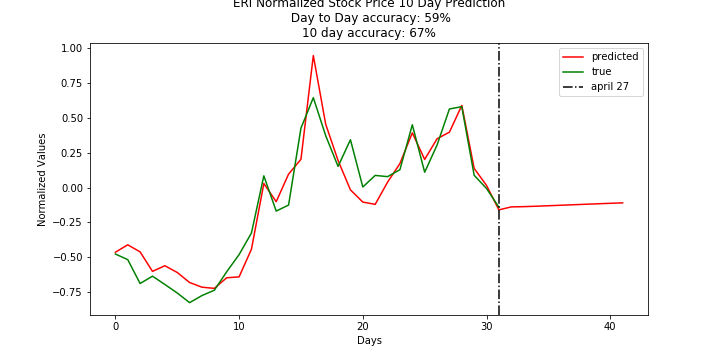 ERI Normalized Stock Price 10 Day Prediction
Day to Day accuracy: 59%
10 day accuracy: 67%
1.00
0.75
0.50
0.25
0.00
−0.25
−0.50
−0.75
Normalized Values
predicted
true
april 27
0
10
20
30
40
Days